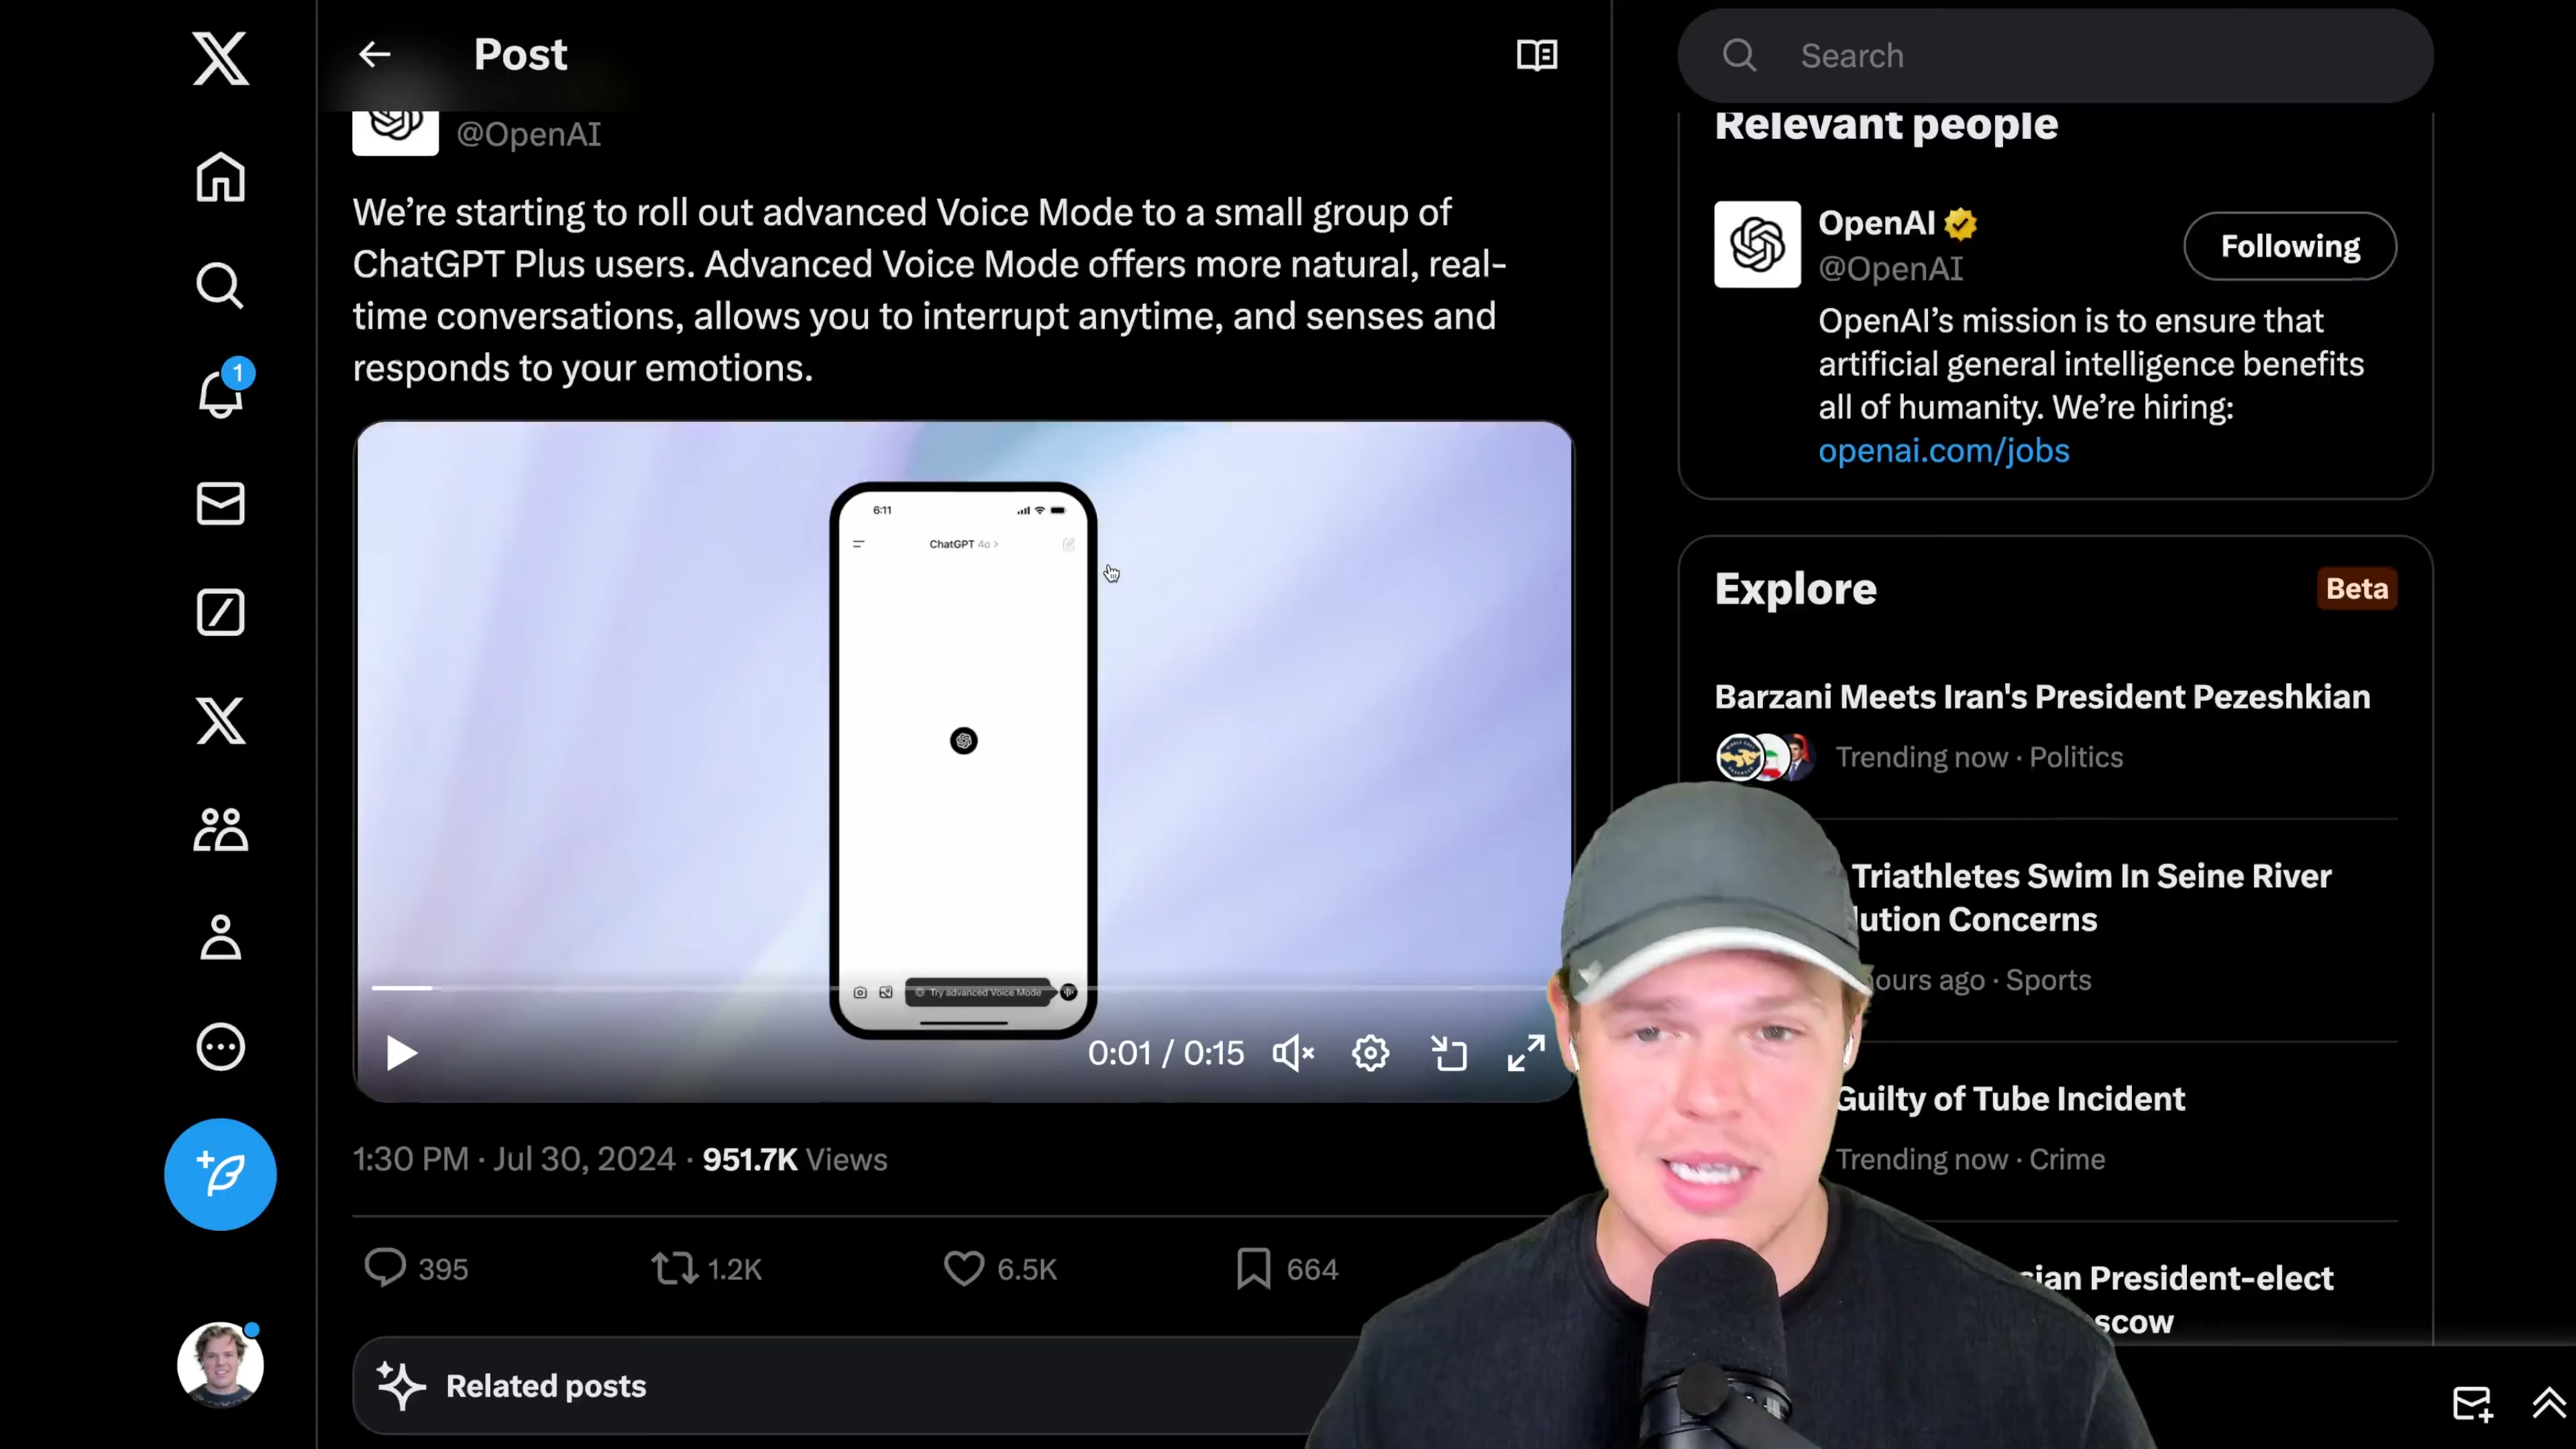 Post
@OpenAI
We're starting to roll out advanced Voice Mode to a small group of
ChatGPT Plus users. Advanced Voice Mode offers more natural, real-
time conversations, allows you to interrupt anytime, and senses and
responds to your emotions.
6:11
ChatGPT 4o >
Try advanced Voice Mode
0:01 / 0:15
1:30 PM · Jul 30, 2024 · 951.7K Views
395
1.2K
6.5K
664
Related posts
1
Search
Relevant people
OpenAI
@OpenAI
Following
OpenAI's mission is to ensure that
artificial general intelligence benefits
all of humanity. We're hiring:
openai.com/jobs
Explore
Beta
Barzani Meets Iran's President Pezeshkian
Trending now · Politics
Triathletes Swim In Seine River
Concerns
ago · Sports
Guilty of Tube Incident
Trending now · Crime
President-elect